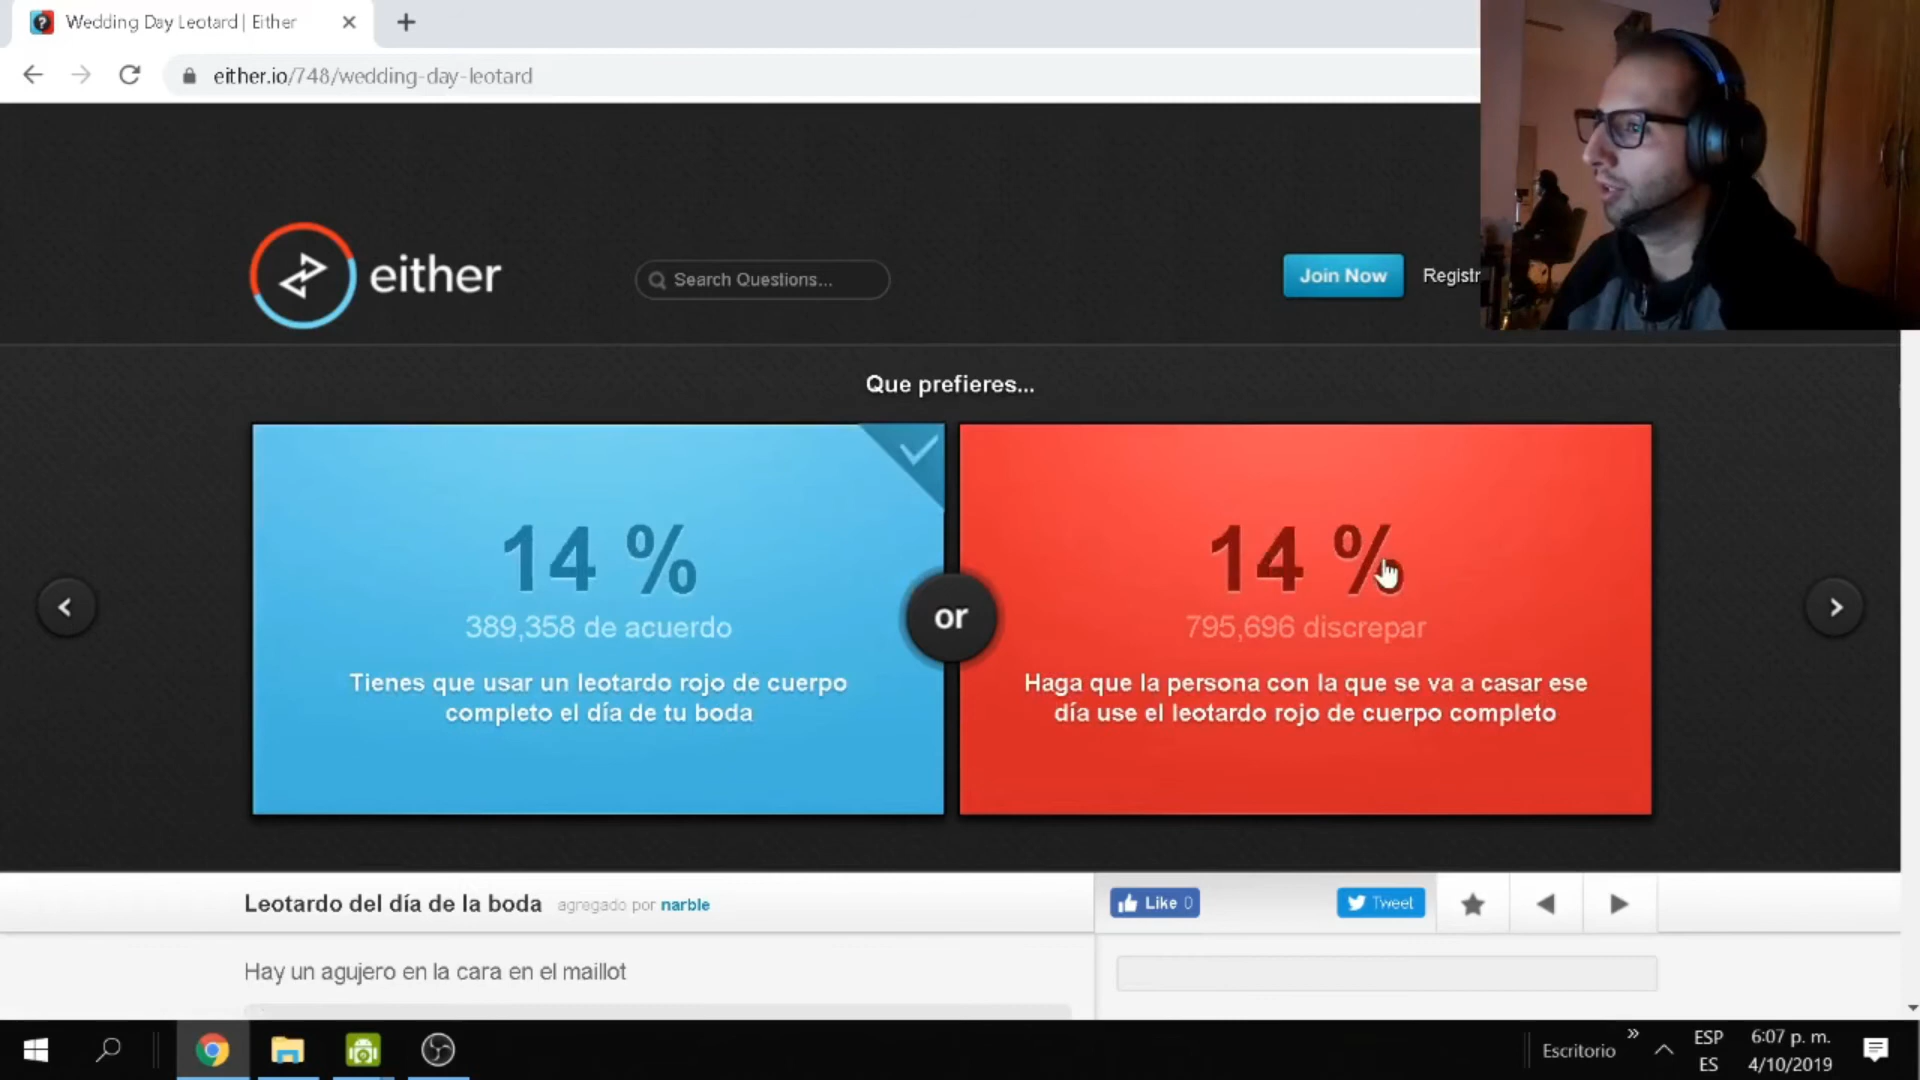 Wedding Day Leotard | Either
either.io/748/wedding-day-leotard
either
Search Questions...
Join Now
Registr
Que prefieres...
14 %
389,358 de acuerdo
Tienes que usar un leotardo rojo de cuerpo
completo el día de tu boda
or
14 %
795,696 discrepar
Haga que la persona con la que se va a casar ese
día use el leotardo rojo de cuerpo completo
Leotardo del día de la boda agregado por narble
Like 0
Tweet
Hay un agujero en la cara en el maillot
Escritorio
ESP
ES
6:07 p. m.
4/10/2019